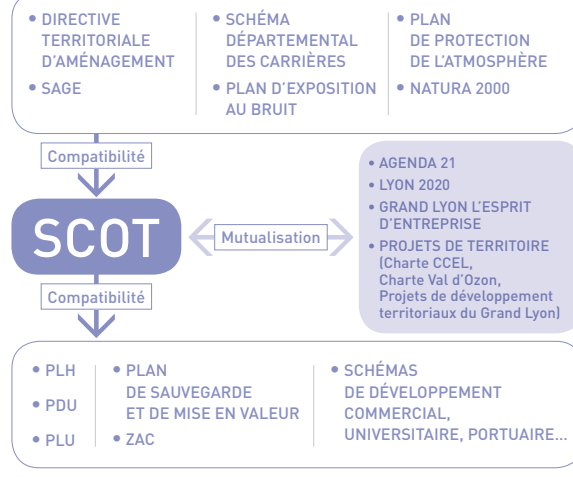 • DIRECTIVE
TERRITORIALE
D'AMÉNAGEMENT
• SAGE
• SCHÉMA
DÉPARTEMENTAL
DES CARRIÈRES
• PLAN D'EXPOSITION
AU BRUIT
• PLAN
DE PROTECTION
DE L'ATMOSPHÈRE
• NATURA 2000
Compatibilité
SCOT
Mutualisation
• AGENDA 21
• LYON 2020
• GRAND LYON L'ESPRIT
D'ENTREPRISE
• PROJETS DE TERRITOIRE
(Charte CCEL,
Charte Val d'Ozon,
Projets de développement
territoriaux du Grand Lyon)
Compatibilité
• PLH
• PDU
• PLU
• PLAN
DE SAUVEGARDE
ET DE MISE EN VALEUR
• ZAC
• SCHÉMAS
DE DÉVELOPPEMENT
COMMERCIAL,
UNIVERSITAIRE, PORTUAIRE...